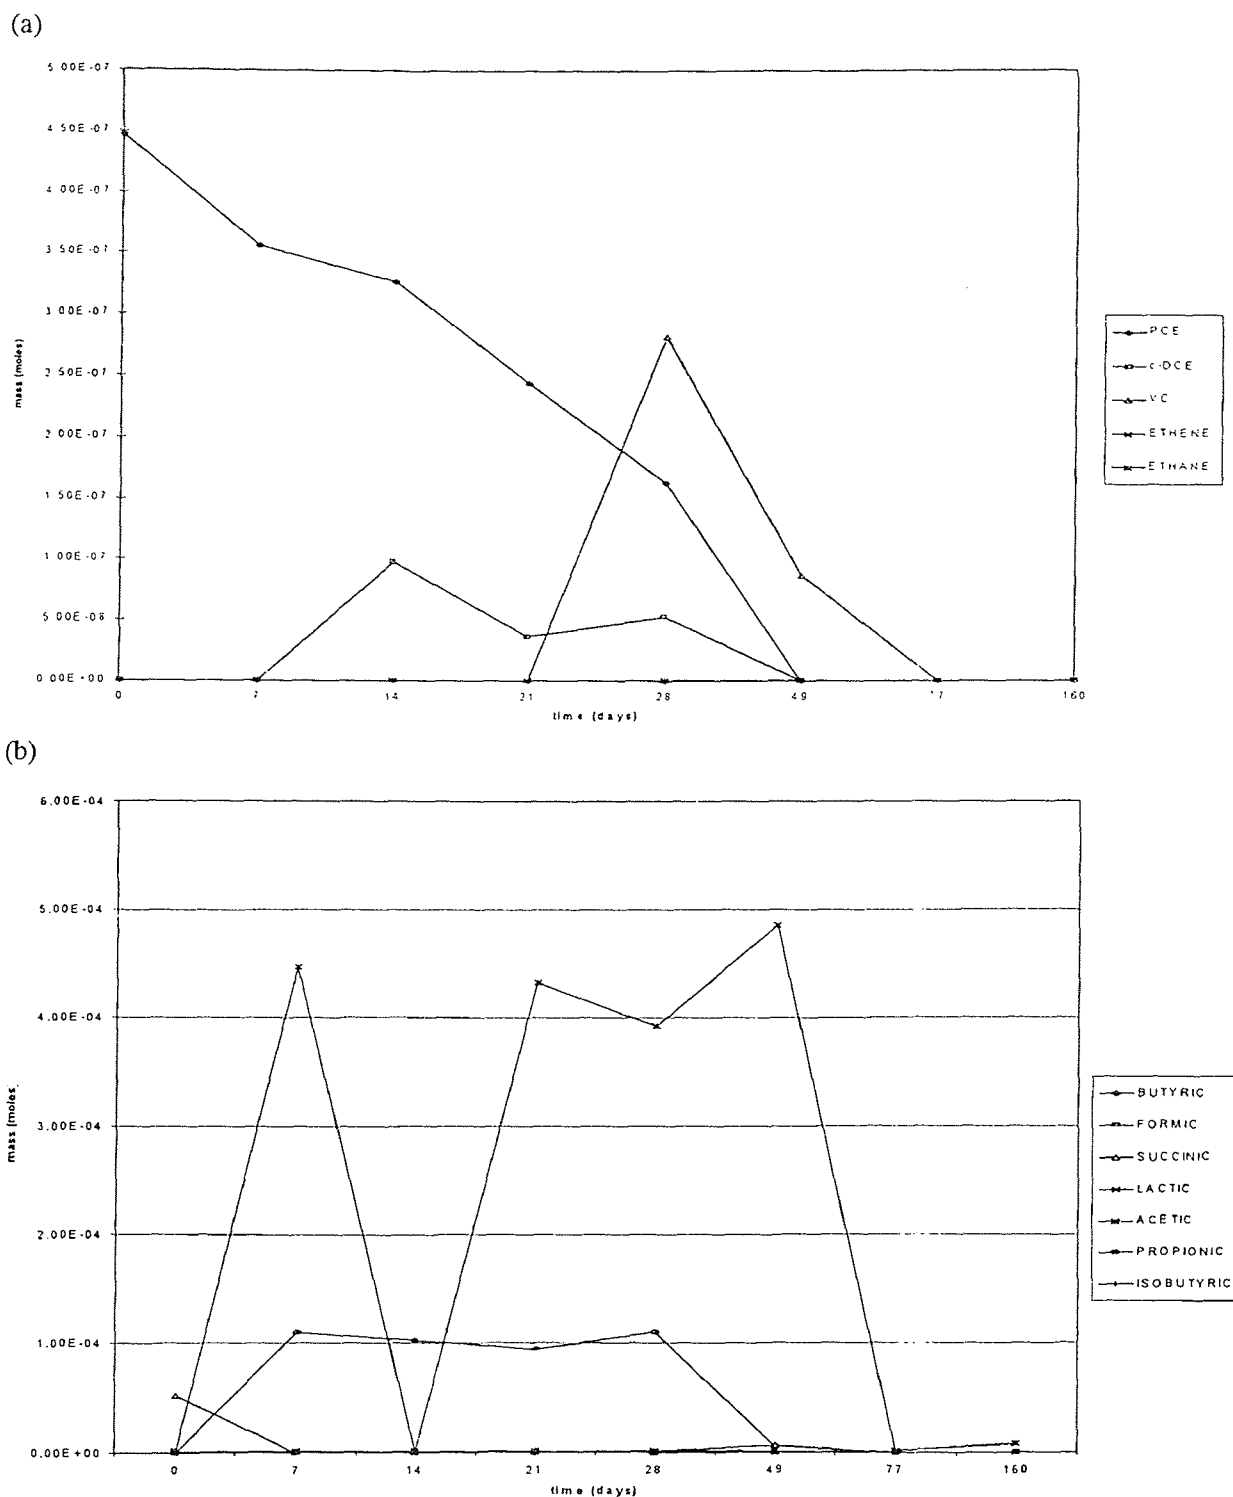 (a)
5.00E-07
4.50E-07
4.00E-07
3.50E-07
3.00E-07
2.50E-07
2.00E-07
1.50E-07
1.00E-07
5.00E-08
0.00E+00
mass (moles)
0 7 14 21 28 49 77 160
time (days)
PCE
c-DCE
VC
ETHENE
ETHANE
(b)
6.00E-04
5.00E-04
4.00E-04
3.00E-04
2.00E-04
1.00E-04
0.00E+00
mass (moles)
0 7 14 21 28 49 77 160
time (days)
BUTYRIC
FORMIC
SUCCINIC
LACTIC
ACETIC
PROPIONIC
ISOBUTYRIC